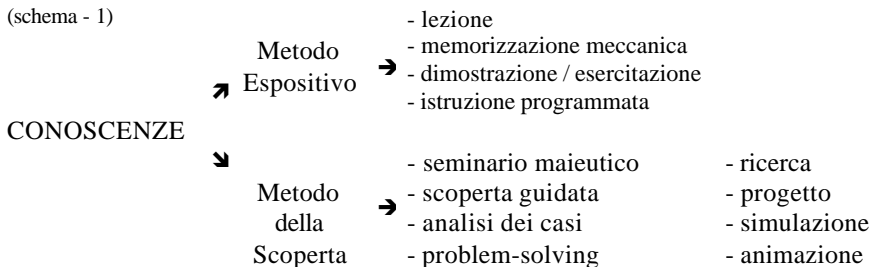 (schema - 1)
Metodo
Espositivo
➔
- lezione
- memorizzazione meccanica
- dimostrazione / esercitazione
- istruzione programmata
CONOSCENZE
Metodo
della
Scoperta
➔
- seminario maieutico
- scoperta guidata
- analisi dei casi
- problem-solving
- ricerca
- progetto
- simulazione
- animazione